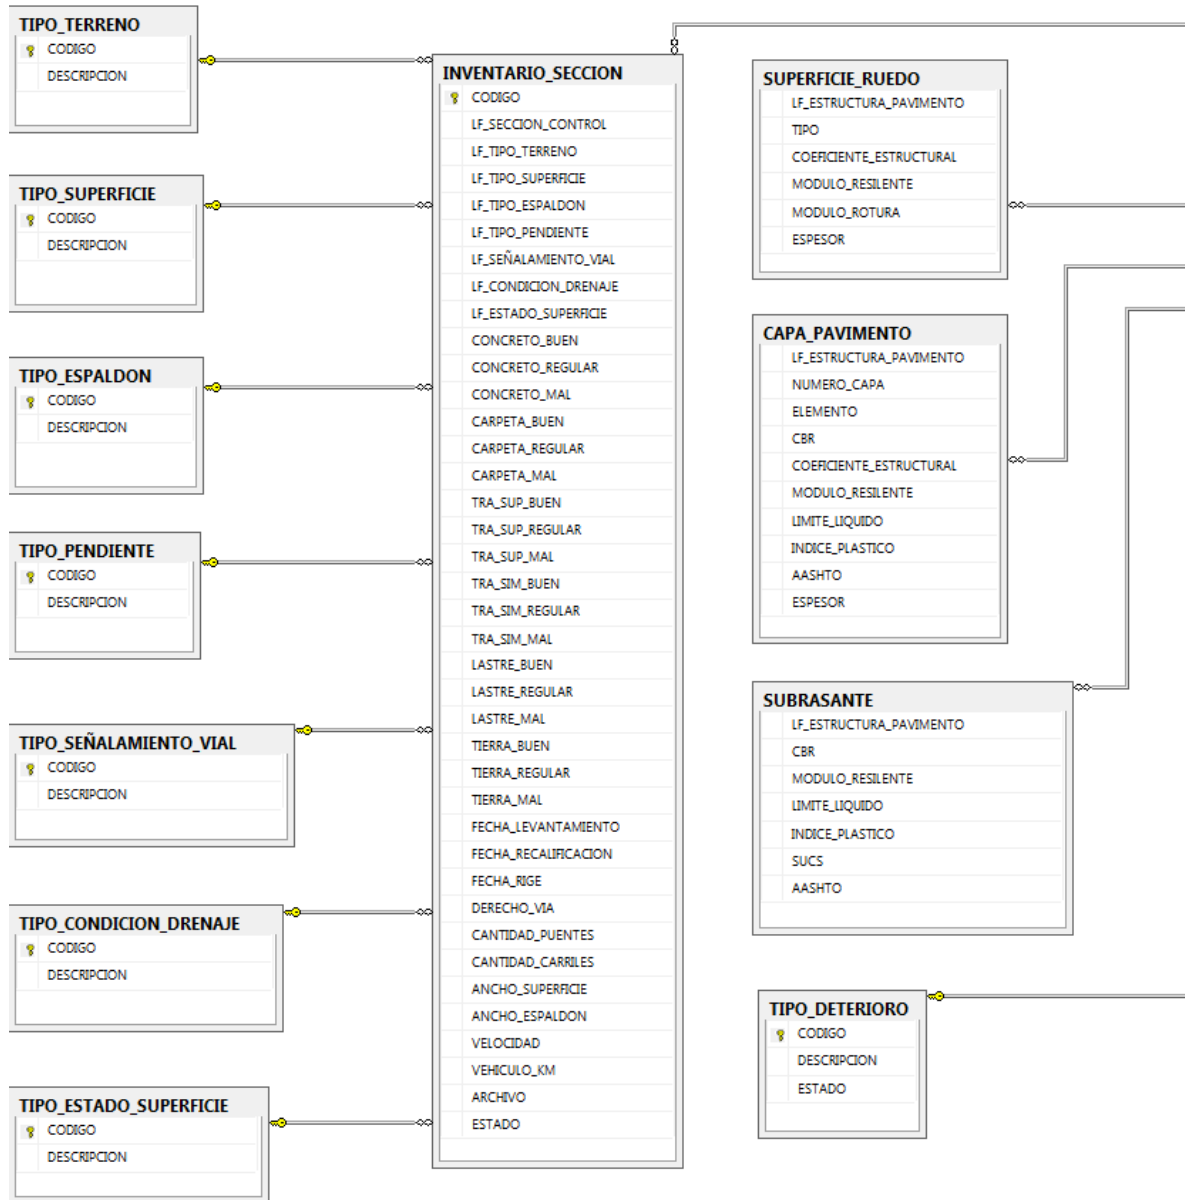 TIPO_TERRENO
CODIGO
DESCRIPCION
TIPO_SUPERFICIE
CODIGO
DESCRIPCION
TIPO_ESPALDON
CODIGO
DESCRIPCION
TIPO_PENDIENTE
CODIGO
DESCRIPCION
TIPO_SEÑALAMIENTO_VIAL
CODIGO
DESCRIPCION
TIPO_CONDICION_DRENAJE
CODIGO
DESCRIPCION
TIPO_ESTADO_SUPERFICIE
CODIGO
DESCRIPCION
INVENTARIO_SECCION
CODIGO
LF_SECCION_CONTROL
LF_TIPO_TERRENO
LF_TIPO_SUPERFICIE
LF_TIPO_ESPALDON
LF_TIPO_PENDIENTE
LF_SEÑALAMIENTO_VIAL
LF_CONDICION_DRENAJE
LF_ESTADO_SUPERFICIE
CONCRETO_BUEN
CONCRETO_REGULAR
CONCRETO_MAL
CARPETA_BUEN
CARPETA_REGULAR
CARPETA_MAL
TRA_SUP_BUEN
TRA_SUP_REGULAR
TRA_SUP_MAL
TRA_SIM_BUEN
TRA_SIM_REGULAR
TRA_SIM_MAL
LASTRE_BUEN
LASTRE_REGULAR
LASTRE_MAL
TIERRA_BUEN
TIERRA_REGULAR
TIERRA_MAL
FECHA_LEVANTAMIENTO
FECHA_RECALIFICACION
FECHA_RIGE
DERECHO_VIA
CANTIDAD_PUENTES
CANTIDAD_CARRILES
ANCHO_SUPERFICIE
ANCHO_ESPALDON
VELOCIDAD
VEHICULO_KM
ARCHIVO
ESTADO
SUPERFICIE_RUEDO
LF_ESTRUCTURA_PAVIMENTO
TIPO
COEFICIENTE_ESTRUCTURAL
MODULO_RESILENTE
MODULO_ROTURA
ESPESOR
CAPA_PAVIMENTO
LF_ESTRUCTURA_PAVIMENTO
NUMERO_CAPA
ELEMENTO
CBR
COEFICIENTE_ESTRUCTURAL
MODULO_RESILENTE
LIMITE_LIQUIDO
INDICE_PLASTICO
AASHTO
ESPESOR
SUBRASANTE
LF_ESTRUCTURA_PAVIMENTO
CBR
MODULO_RESILENTE
LIMITE_LIQUIDO
INDICE_PLASTICO
SUCS
AASHTO
TIPO_DETERIORO
CODIGO
DESCRIPCION
ESTADO